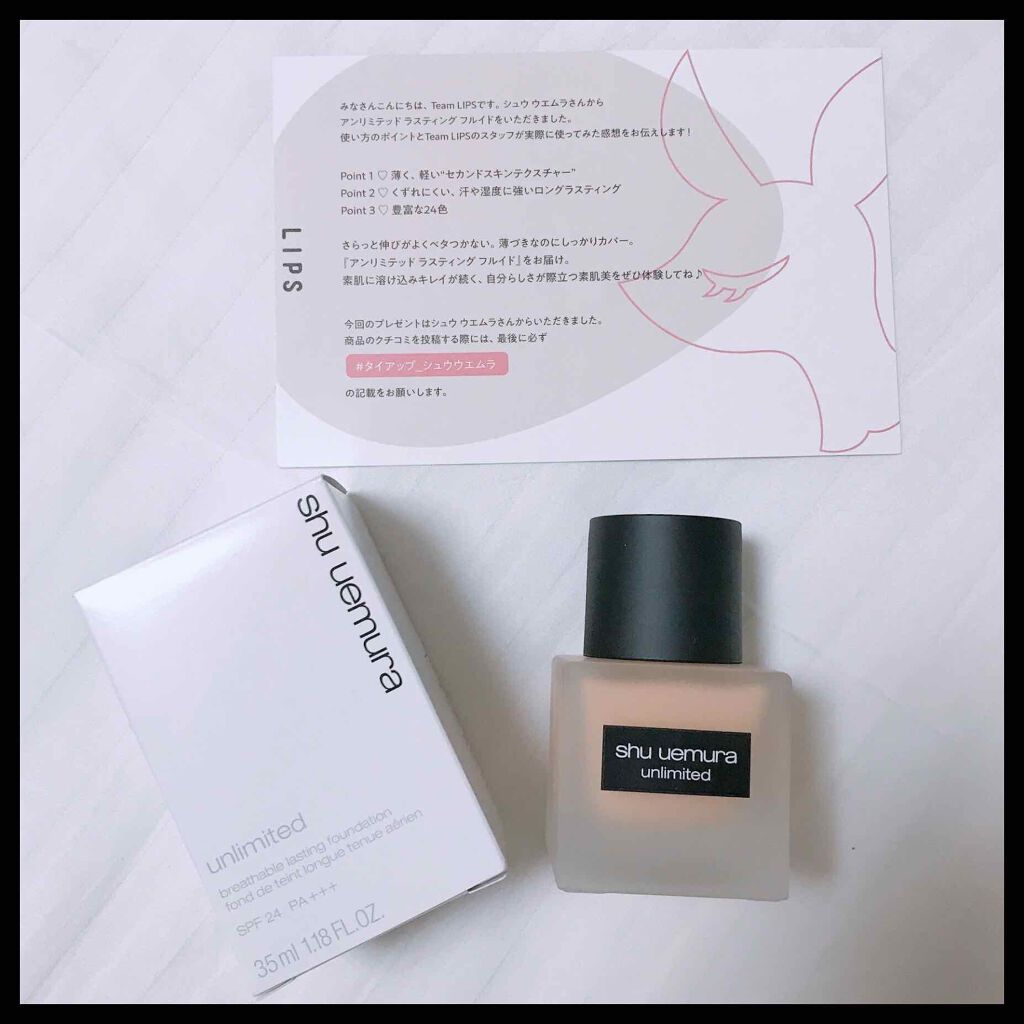 みなさんこんにちは、Team LIPSです。シュウ ウエムラさんから
アンリミテッド ラスティング フルイドをいただきました。
使い方のポイントとTeam LIPSのスタッフが実際に使ってみた感想をお伝えします!
Point 1 ♡ 薄く、軽い"セカンドスキンテクスチャー"
Point 2 ♡ くずれにくい、汗や湿度に強いロングラスティング
Point 3 ♡ 豊富な24色
LIPS
さらっと伸びがよくベタつかない。薄づきなのにしっかりカバー。
『アンリミテッド ラスティング フルイド』をお届け。
素肌に溶け込みキレイが続く、自分らしさが際立つ素肌美をぜひ体験してね♪
今回のプレゼントはシュウ ウエムラさんからいただきました。
商品のクチコミを投稿する際には、最後に必ず
#タイアップ_シュウウエムラ
の記載をお願いします。
shu uemura
unlimited
breathable lasting foundation
fond de teint longue tenue aérien
SPF 24 PA+++
35ml 1.18 FL.OZ.
shu uemura
unlimited